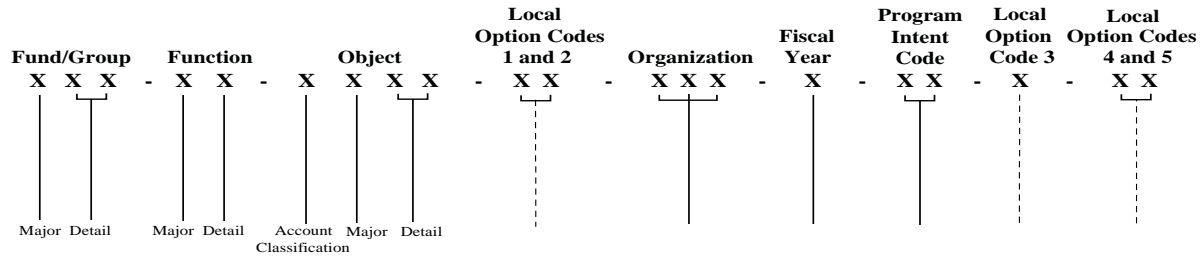 Local Program Local Local
Option Codes Fiscal Intent Option Option Codes
Fund/Group Function Object 1 and 2 Organization Year Code Code 3 4 and 5
X X X - X X - X X X X - X X - X X X - X - X X - X - X X
Major Detail Major Detail Account Major Detail
Classification